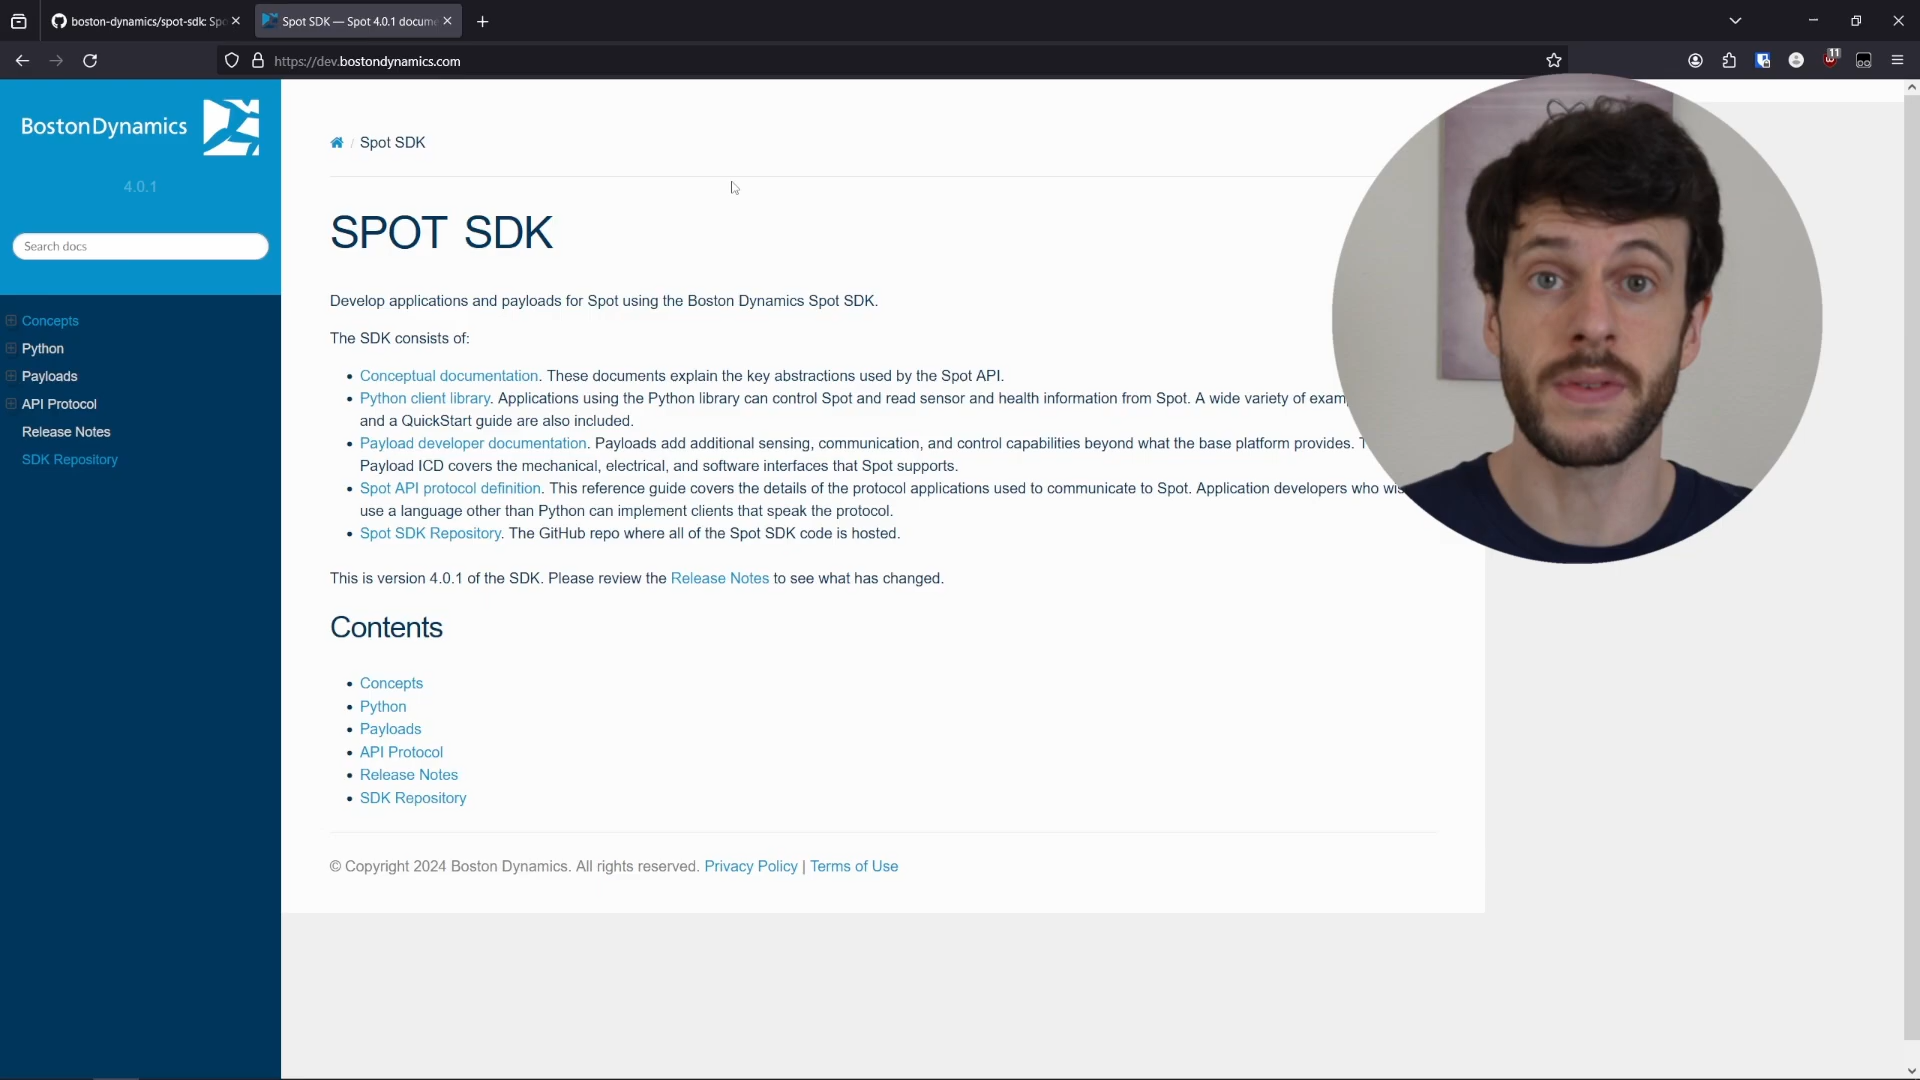 boston-dynamics/spot-sdk: Spo
Spot SDK — Spot 4.0.1 docume
https://dev.bostondynamics.com
11
BostonDynamics
4.0.1
Search docs
Concepts
Python
Payloads
API Protocol
Release Notes
SDK Repository
/ Spot SDK
SPOT SDK
Develop applications and payloads for Spot using the Boston Dynamics Spot SDK.
The SDK consists of:
Conceptual documentation. These documents explain the key abstractions used by the Spot API.
Python client library. Applications using the Python library can control Spot and read sensor and health information from Spot. A wide variety of exam
and a QuickStart guide are also included.
Payload developer documentation. Payloads add additional sensing, communication, and control capabilities beyond what the base platform provides. T
Payload ICD covers the mechanical, electrical, and software interfaces that Spot supports.
Spot API protocol definition. This reference guide covers the details of the protocol applications used to communicate to Spot. Application developers who wis
use a language other than Python can implement clients that speak the protocol.
Spot SDK Repository. The GitHub repo where all of the Spot SDK code is hosted.
This is version 4.0.1 of the SDK. Please review the Release Notes to see what has changed.
Contents
Concepts
Python
Payloads
API Protocol
Release Notes
SDK Repository
© Copyright 2024 Boston Dynamics. All rights reserved. Privacy Policy | Terms of Use